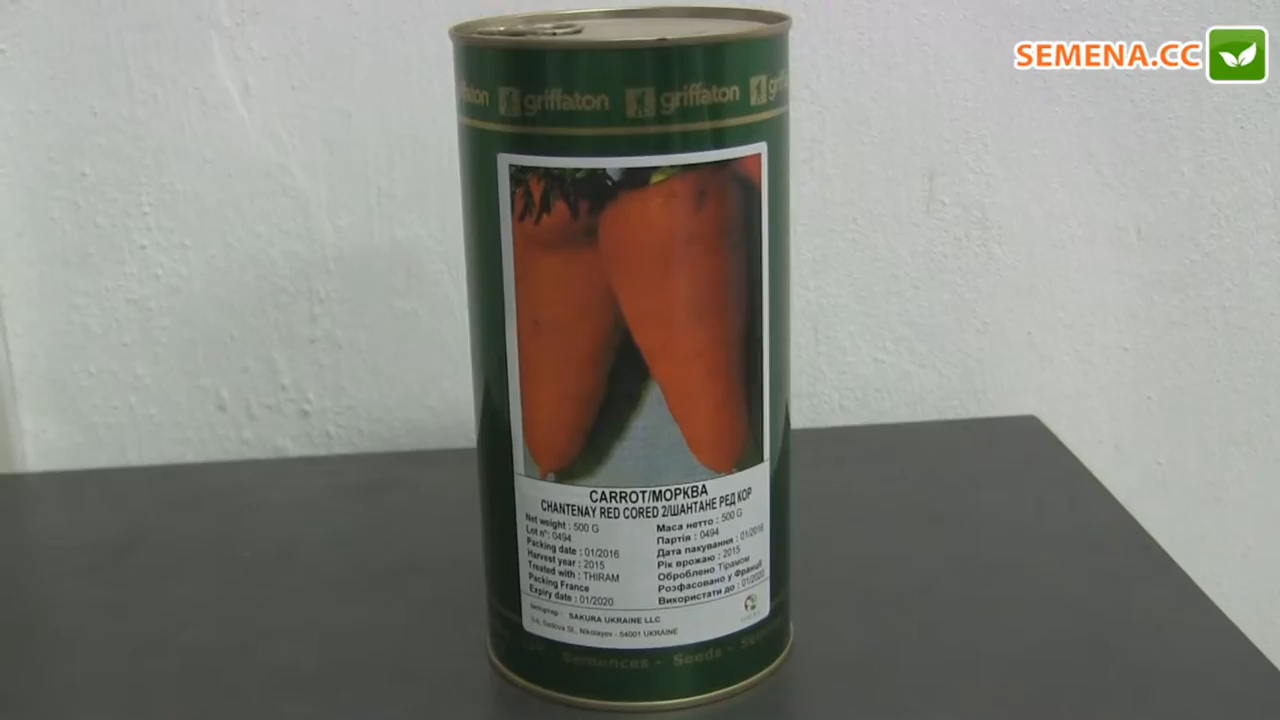 SEMENA.CC
griffaton griffaton
CARROT/МОРКВА
CHANTENAY RED CORED 2/ШАНТАНЕ РЕД КОР
Net weight : 500 G
Lot n°: 0494
Packing date : 01/2016
Harvest year : 2015
Treated with : THIRAM
Packing France
Expiry date : 01/2020
Маса нетто : 500 G
Партія : 0494
Дата пакування : 01/2016
Рік врожаю : 2015
Оброблено Тірамом
Розфасовано у Франції
Використати до : 01/2020
Імпортер : SAKURA UKRAINE LLC
St., Nikolayev - 54001 UKRAINE
Semences - Seeds -